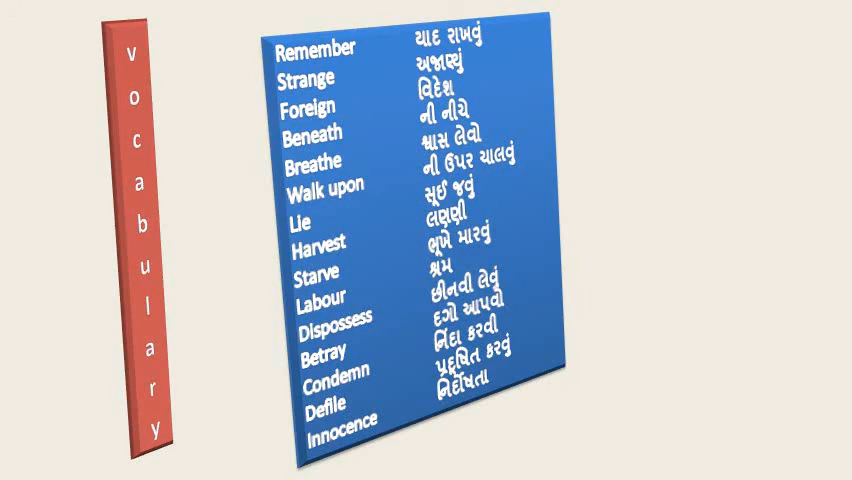 vocabulary
Remember યાદ રાખવું
Strange અજાણ્યું
Foreign વિદેશ
Beneath ની નીચે
Breathe શ્વાસ લેવો
Walk upon ની ઉપર ચાલવું
Lie સૂઈ જવું
Harvest લણણી
Starve ભૂખે મારવું
Labour શ્રમ
Dispossess છીનવી લેવું
Betray દગો આપવો
Condemn નિંદા કરવી
Defile પ્રદૂષિત કરવું
Innocence નિર્દોષતા